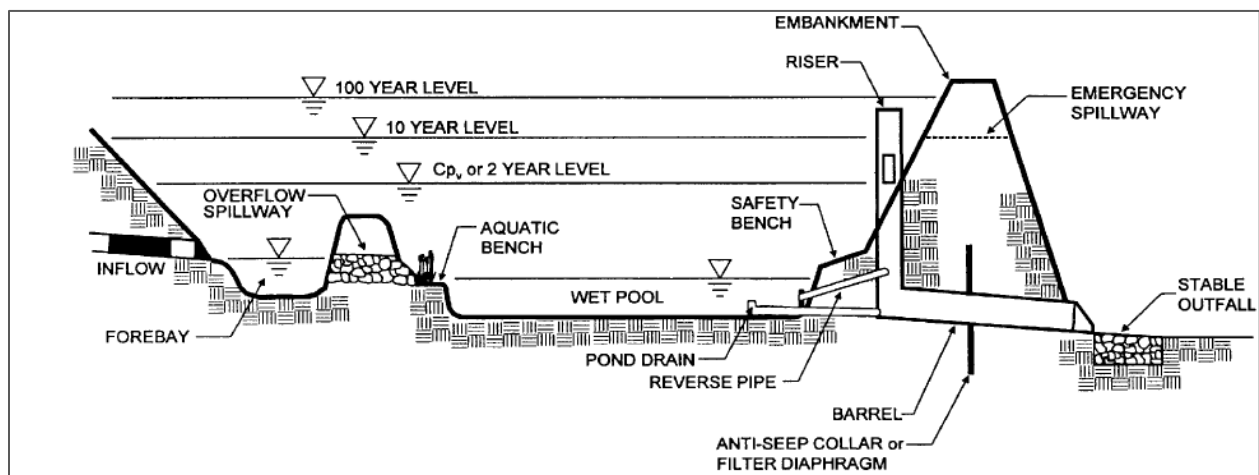 EMBANKMENT
RISER
100 YEAR LEVEL
EMERGENCY
SPILLWAY
10 YEAR LEVEL
Cpv or 2 YEAR LEVEL
OVERFLOW
SPILLWAY
SAFETY
BENCH
AQUATIC
BENCH
INFLOW
WET POOL
STABLE
OUTFALL
FOREBAY
POND DRAIN
REVERSE PIPE
BARREL
ANTI-SEEP COLLAR or
FILTER DIAPHRAGM